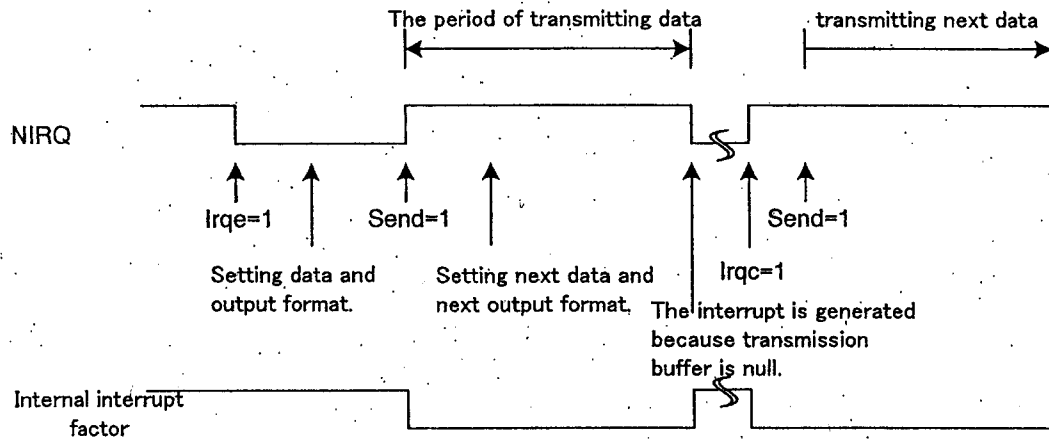 The period of transmitting data
transmitting next data
NIRQ
Irqe=1
Send=1
Send=1
Irqc=1
Setting data and
output format.
Setting next data and
next output format.
The interrupt is generated
because transmission
buffer is null.
Internal interrupt
factor